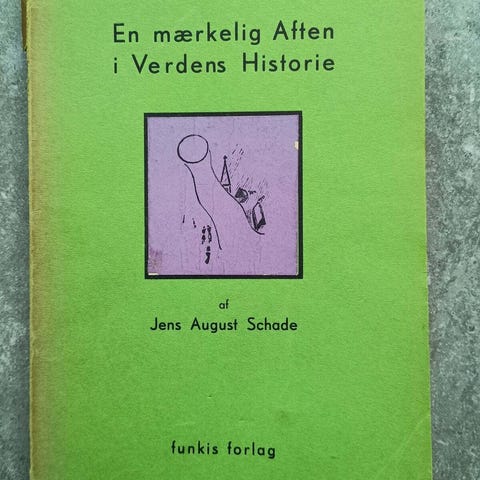 En mærkelig Aften
i Verdens Historie
af
Jens August Schade
funkis forlag